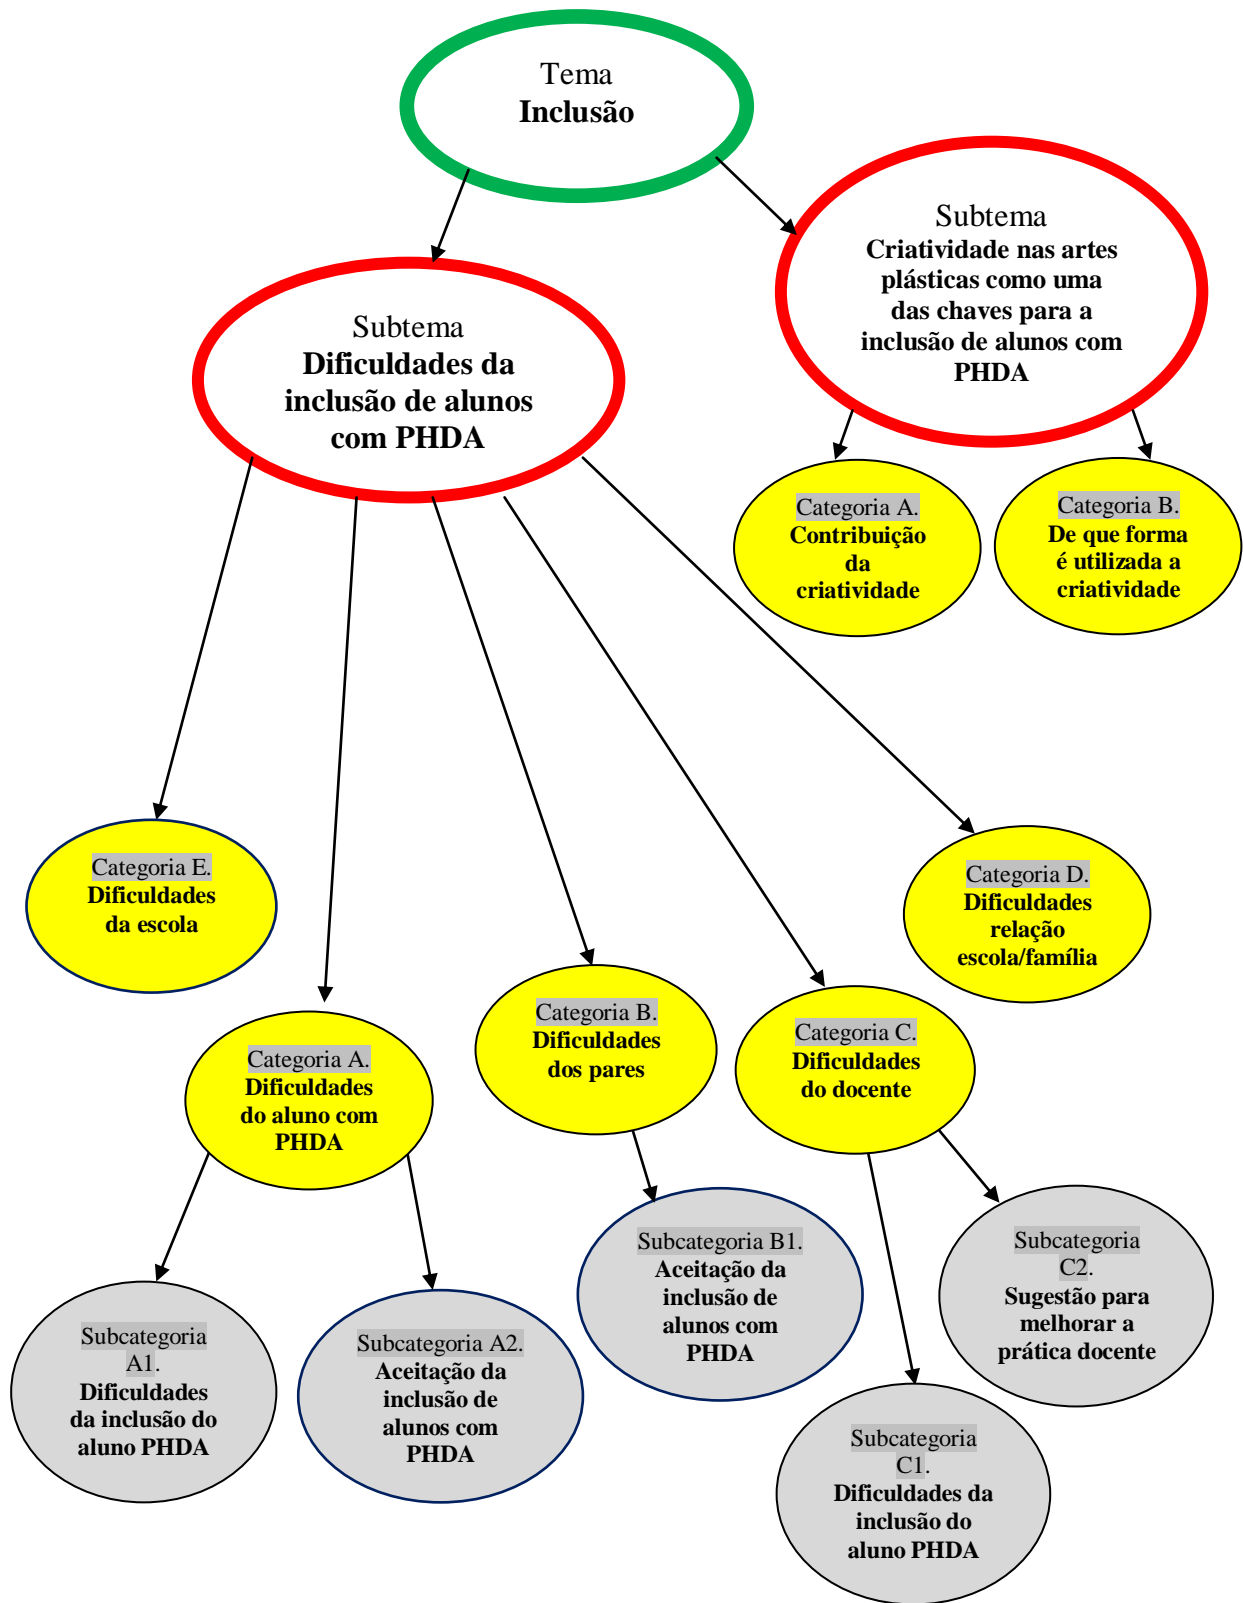 Tema
Inclusão
Subtema
Criatividade nas artes
plásticas como uma
das chaves para a
inclusão de alunos com
PHDA
Subtema
Dificuldades da
inclusão de alunos
com PHDA
Categoria A.
Contribuição
da
criatividade
Categoria B.
De que forma
é utilizada a
criatividade
Categoria E.
Dificuldades
da escola
Categoria D.
Dificuldades
relação
escola/família
Categoria A.
Dificuldades
do aluno com
PHDA
Categoria B.
Dificuldades
dos pares
Categoria C.
Dificuldades
do docente
Subcategoria
A1.
Dificuldades
da inclusão do
aluno PHDA
Subcategoria A2.
Aceitação da
inclusão de
alunos com
PHDA
Subcategoria B1.
Aceitação da
inclusão de
alunos com
PHDA
Subcategoria
C2.
Sugestão para
melhorar a
prática docente
Subcategoria
C1.
Dificuldades da
inclusão do
aluno PHDA